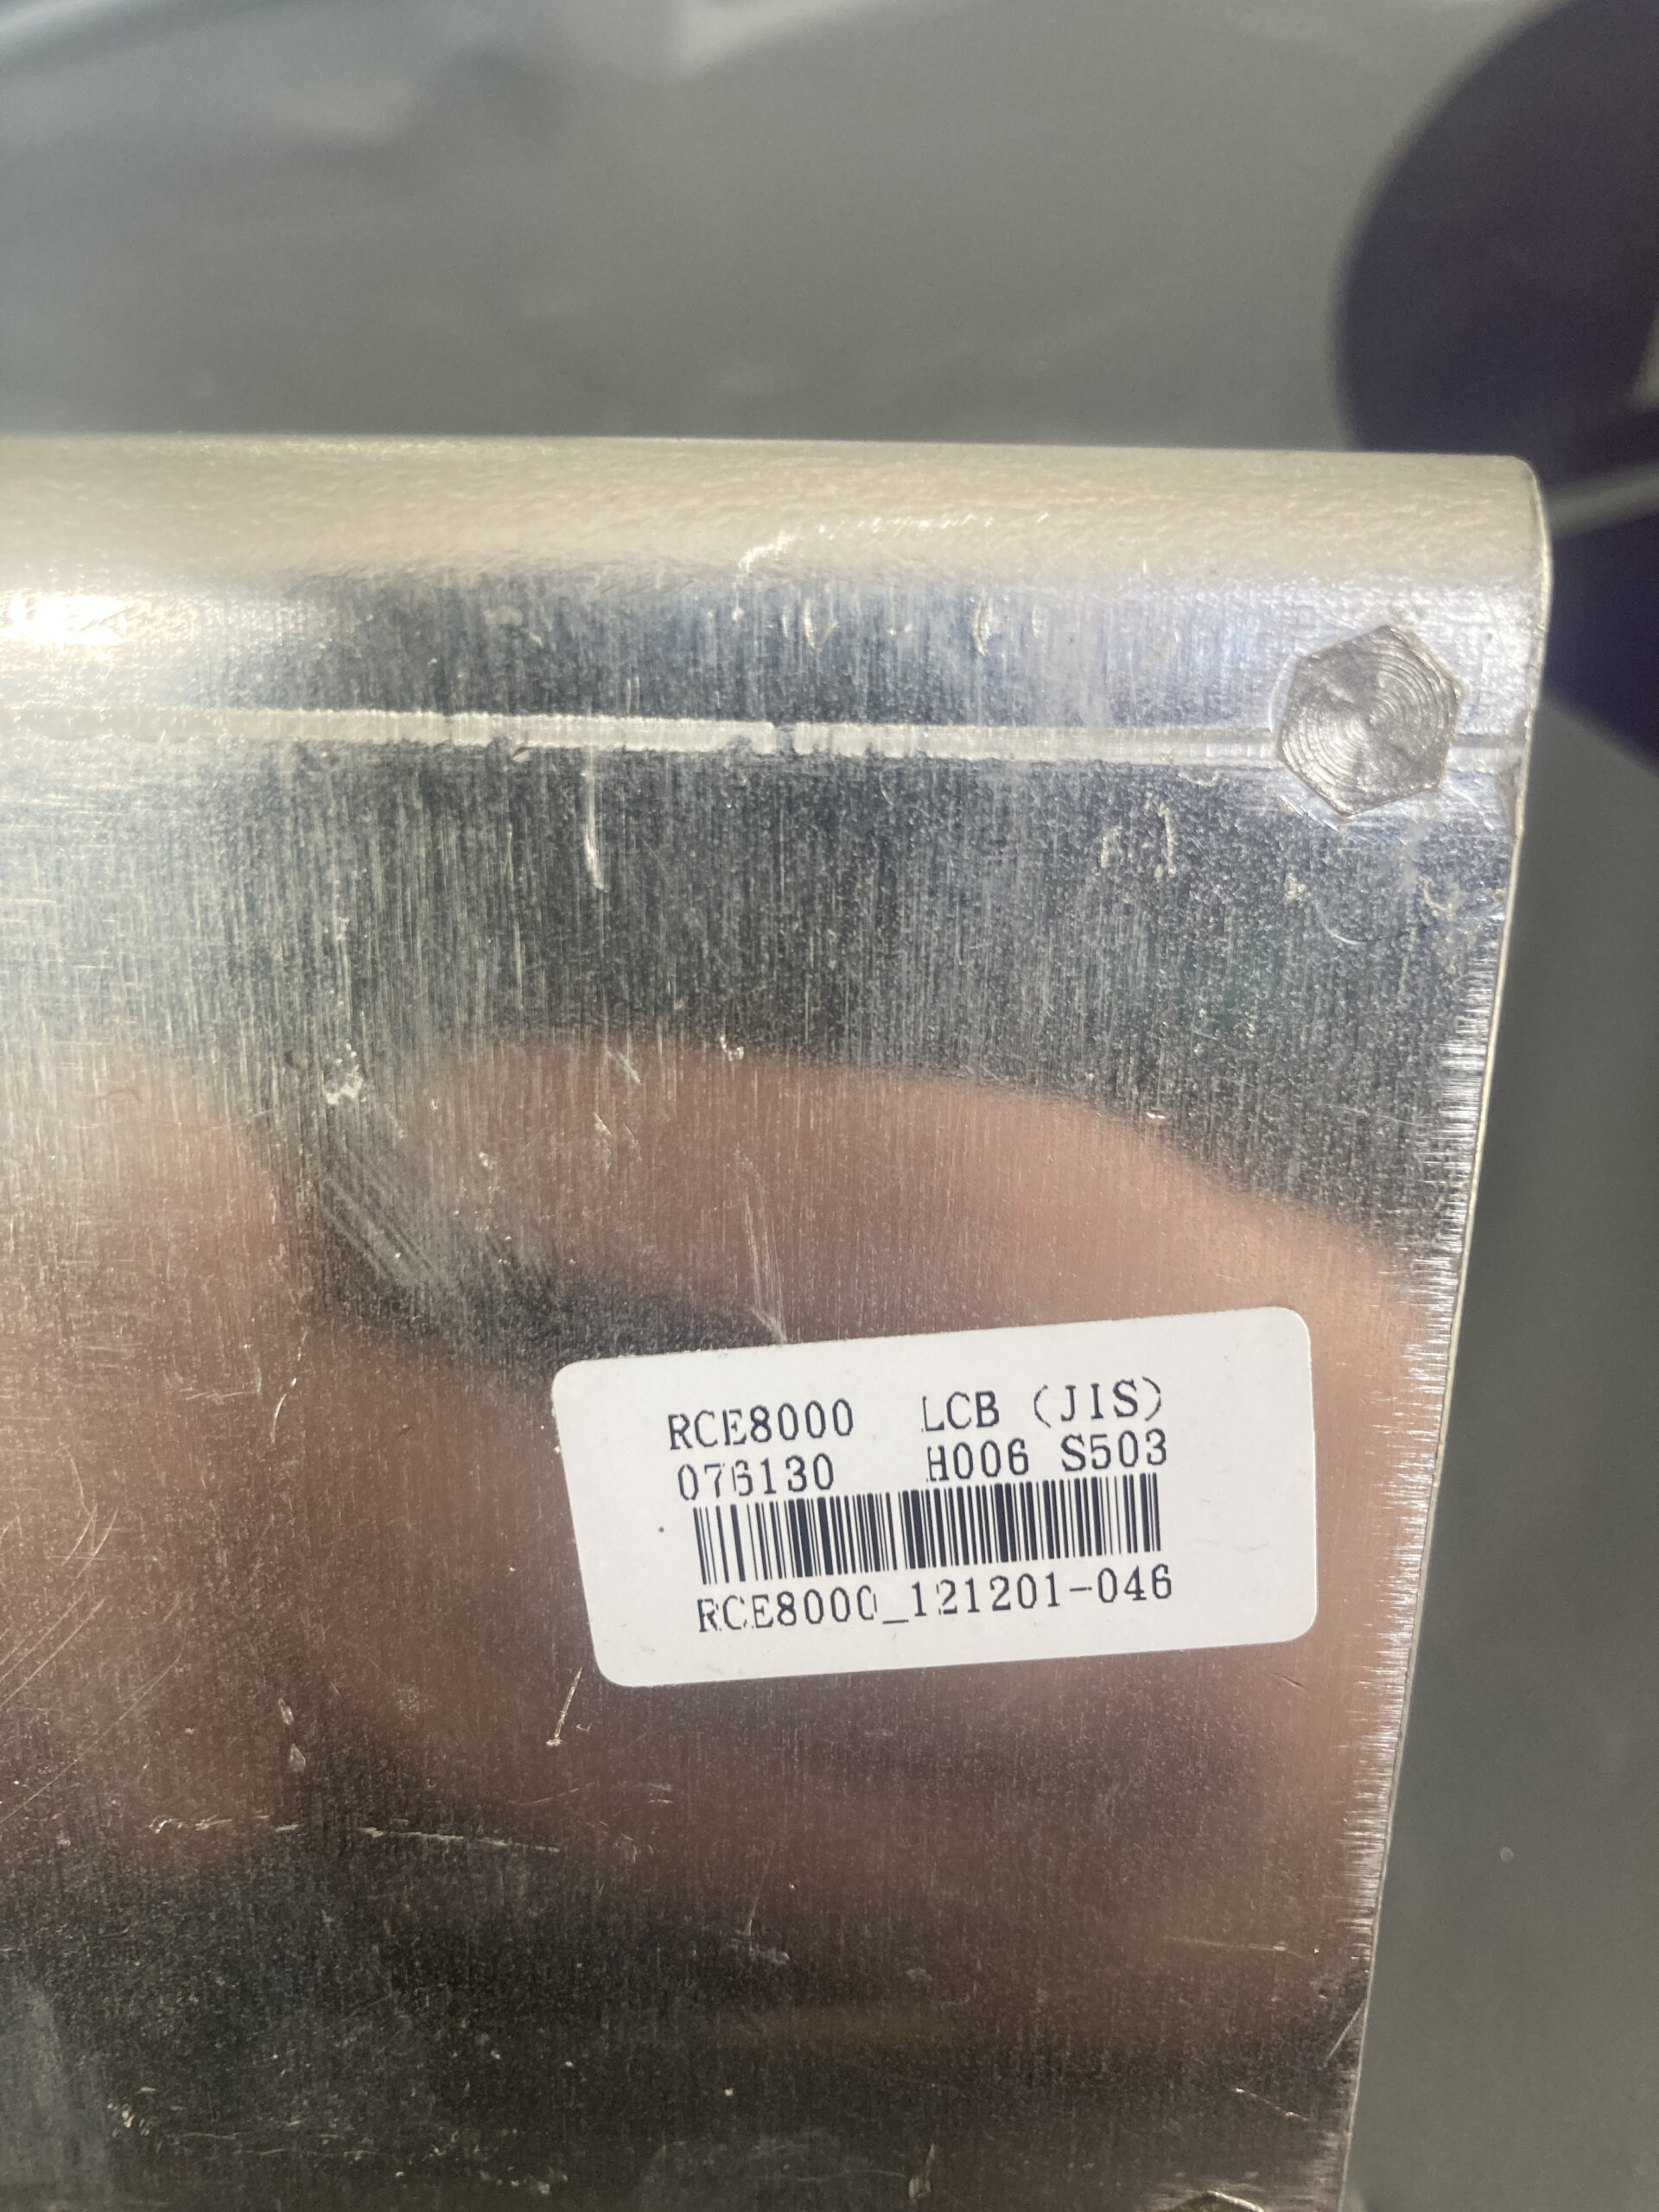 RCE8000 LCB (JIS)
076130 H006 S503
RCE8000_121201-046